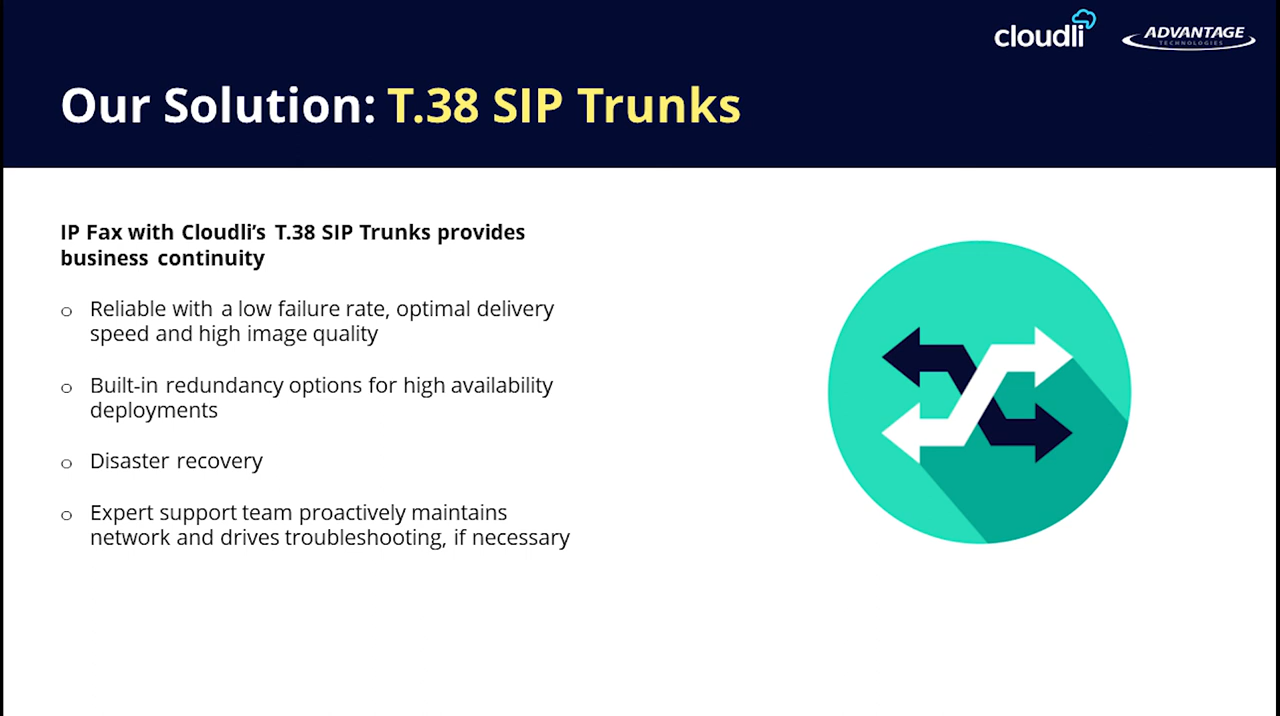 cloudli
ADVANTAGE
TECHNOLOGIES
Our Solution: T.38 SIP Trunks
IP Fax with Cloudli’s T.38 SIP Trunks provides
business continuity
o Reliable with a low failure rate, optimal delivery
speed and high image quality
o Built-in redundancy options for high availability
deployments
o Disaster recovery
o Expert support team proactively maintains
network and drives troubleshooting, if necessary